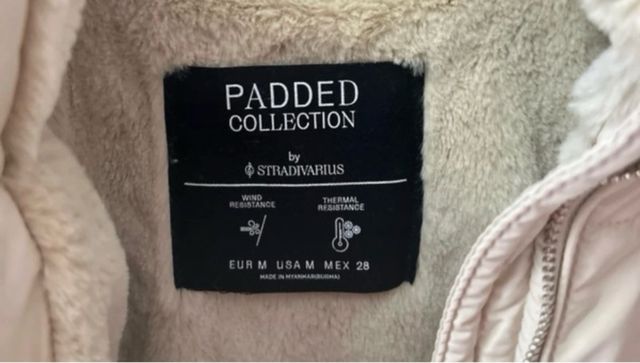 PADDED
COLLECTION
by
STRADIVARIUS
WIND
RESISTANCE
THERMAL
RESISTANCE
EUR M USA M MEX 28
MADE IN MYANMAR(BURMA)